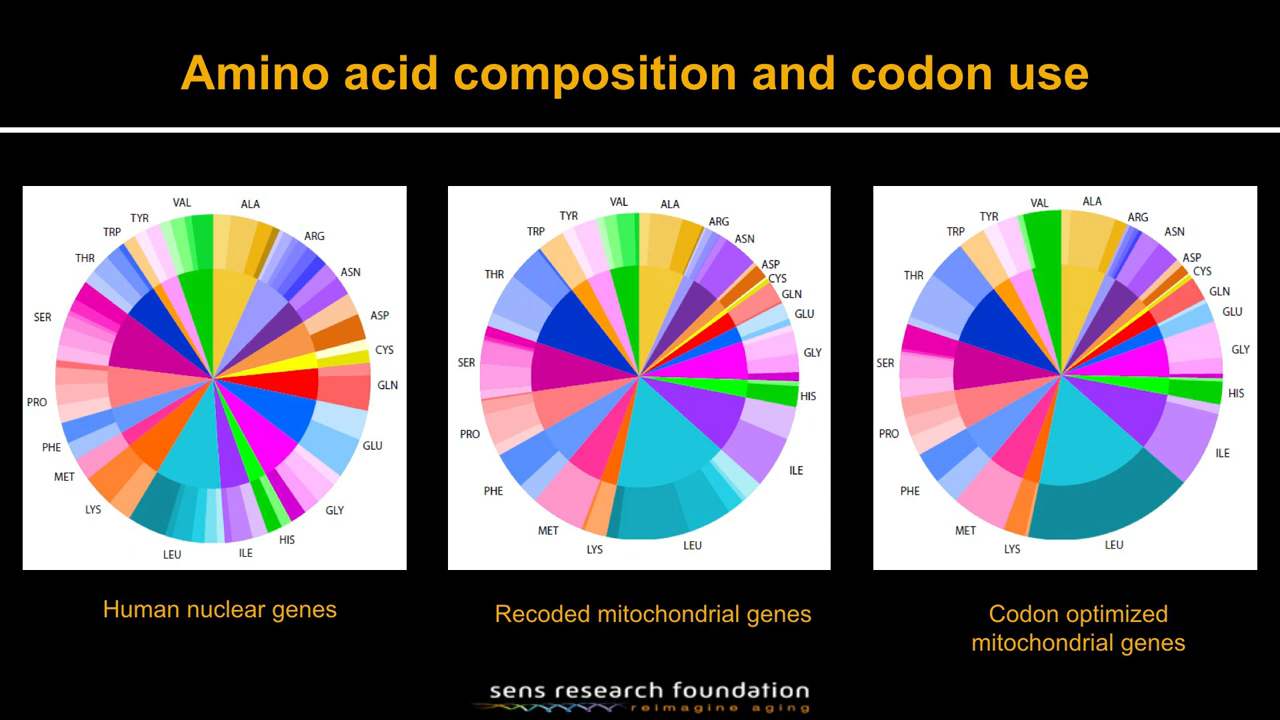 Amino acid composition and codon use
VAL
ALA
ARG
ASN
ASP
CYS
GLN
GLU
GLY
HIS
ILE
LEU
LYS
MET
PHE
PRO
SER
THR
TRP
TYR
Human nuclear genes
VAL
ALA
ARG
ASN
ASP
CYS
GLN
GLU
GLY
HIS
ILE
LEU
LYS
MET
PHE
PRO
SER
THR
TRP
TYR
Recoded mitochondrial genes
VAL
ALA
ARG
ASN
ASP
CYS
GLN
GLU
GLY
HIS
ILE
LEU
LYS
MET
PHE
PRO
SER
THR
TRP
TYR
Codon optimized
mitochondrial genes
sens research foundation
reimagine aging